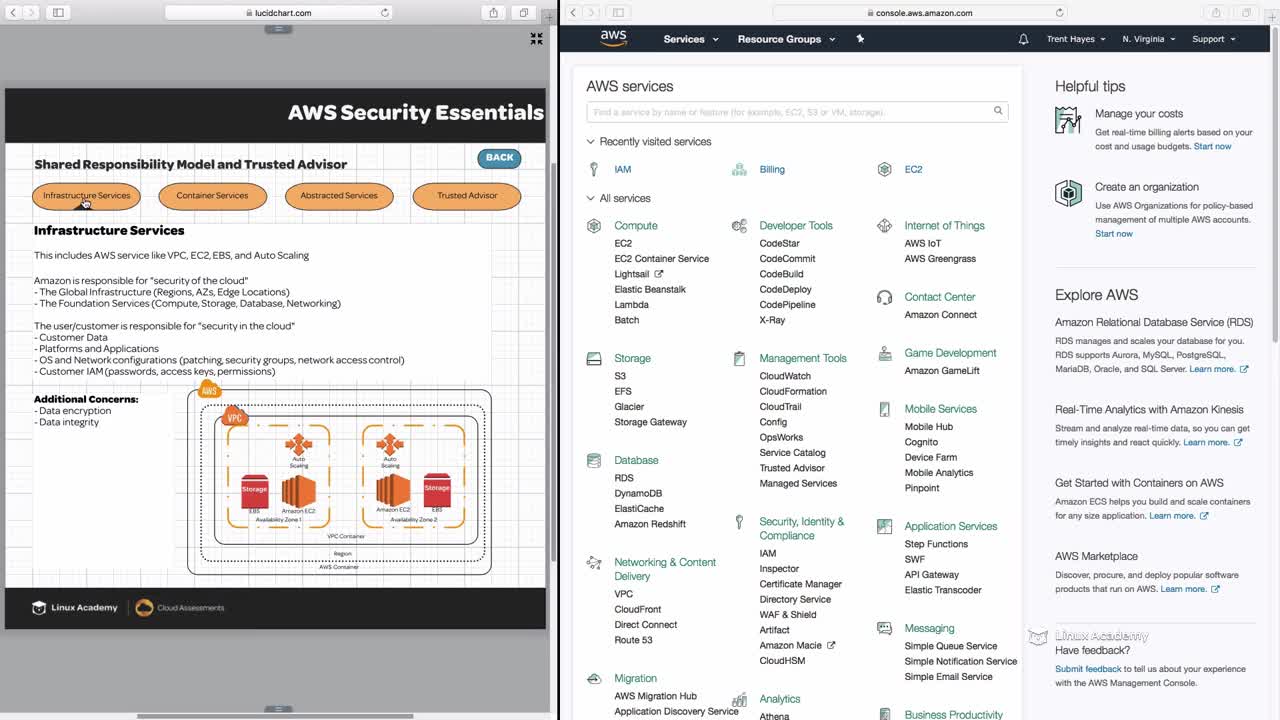 lucidchart.com
AWS Security Essentials
Shared Responsibility Model and Trusted Advisor
BACK
Infrastructure Services
Container Services
Abstracted Services
Trusted Advisor
Infrastructure Services
This includes AWS service like VPC, EC2, EBS, and Auto Scaling
Amazon is responsible for "security of the cloud"
- The Global Infrastructure (Regions, AZs, Edge Locations)
- The Foundation Services (Compute, Storage, Database, Networking)
The user/customer is responsible for "security in the cloud"
- Customer Data
- Platforms and Applications
- OS and Network configurations (patching, security groups, network access control)
- Customer IAM (passwords, access keys, permissions)
Additional Concerns:
- Data encryption
- Data integrity
AWS
VPC
Auto
Scaling
Auto
Scaling
Storage
Storage
EBS
Amazon EC2
Amazon EC2
EBS
Availability Zone 1
Availability Zone 2
VPC Container
Region
AWS Container
Linux Academy
Cloud Assessments
console.aws.amazon.com
aws
Services
Resource Groups
Trent Hayes
N. Virginia
Support
AWS services
Find a service by name or feature (for example, EC2, S3 or VM, storage).
Recently visited services
IAM
Billing
EC2
All services
Compute
EC2
EC2 Container Service
Lightsail
Elastic Beanstalk
Lambda
Batch
Storage
S3
EFS
Glacier
Storage Gateway
Database
RDS
DynamoDB
ElastiCache
Amazon Redshift
Networking & Content
Delivery
VPC
CloudFront
Direct Connect
Route 53
Migration
AWS Migration Hub
Application Discovery Service
Developer Tools
CodeStar
CodeCommit
CodeBuild
CodeDeploy
CodePipeline
X-Ray
Management Tools
CloudWatch
CloudFormation
CloudTrail
Config
OpsWorks
Service Catalog
Trusted Advisor
Managed Services
Security, Identity &
Compliance
IAM
Inspector
Certificate Manager
Directory Service
WAF & Shield
Artifact
Amazon Macie
CloudHSM
Analytics
Athena
Internet of Things
AWS IoT
AWS Greengrass
Contact Center
Amazon Connect
Game Development
Amazon GameLift
Mobile Services
Mobile Hub
Cognito
Device Farm
Mobile Analytics
Pinpoint
Application Services
Step Functions
SWF
API Gateway
Elastic Transcoder
Messaging
Simple Queue Service
Simple Notification Service
Simple Email Service
Business Productivity
Helpful tips
Manage your costs
Get real-time billing alerts based on your
cost and usage budgets. Start now
Create an organization
Use AWS Organizations for policy-based
management of multiple AWS accounts.
Start now
Explore AWS
Amazon Relational Database Service (RDS)
RDS manages and scales your database for you.
RDS supports Aurora, MySQL, PostgreSQL,
MariaDB, Oracle, and SQL Server. Learn more.
Real-Time Analytics with Amazon Kinesis
Stream and analyze real-time data, so you can get
timely insights and react quickly. Learn more.
Get Started with Containers on AWS
Amazon ECS helps you build and scale containers
for any size application. Learn more.
AWS Marketplace
Discover, procure, and deploy popular software
products that run on AWS. Learn more.
Linux Academy
Have feedback?
Submit feedback to tell us about your experience
with the AWS Management Console.